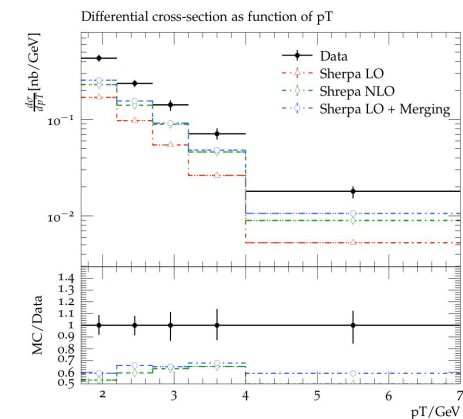 Differential cross-section as function of pT
dσ/dpT [nb/GeV]
Data
Sherpa LO
Shrepa NLO
Sherpa LO + Merging
10⁻¹
10⁻²
MC/Data
1.4
1.3
1.2
1.1
1
0.9
0.8
0.7
0.6
0.5
2 3 4 5 6 7
pT/GeV